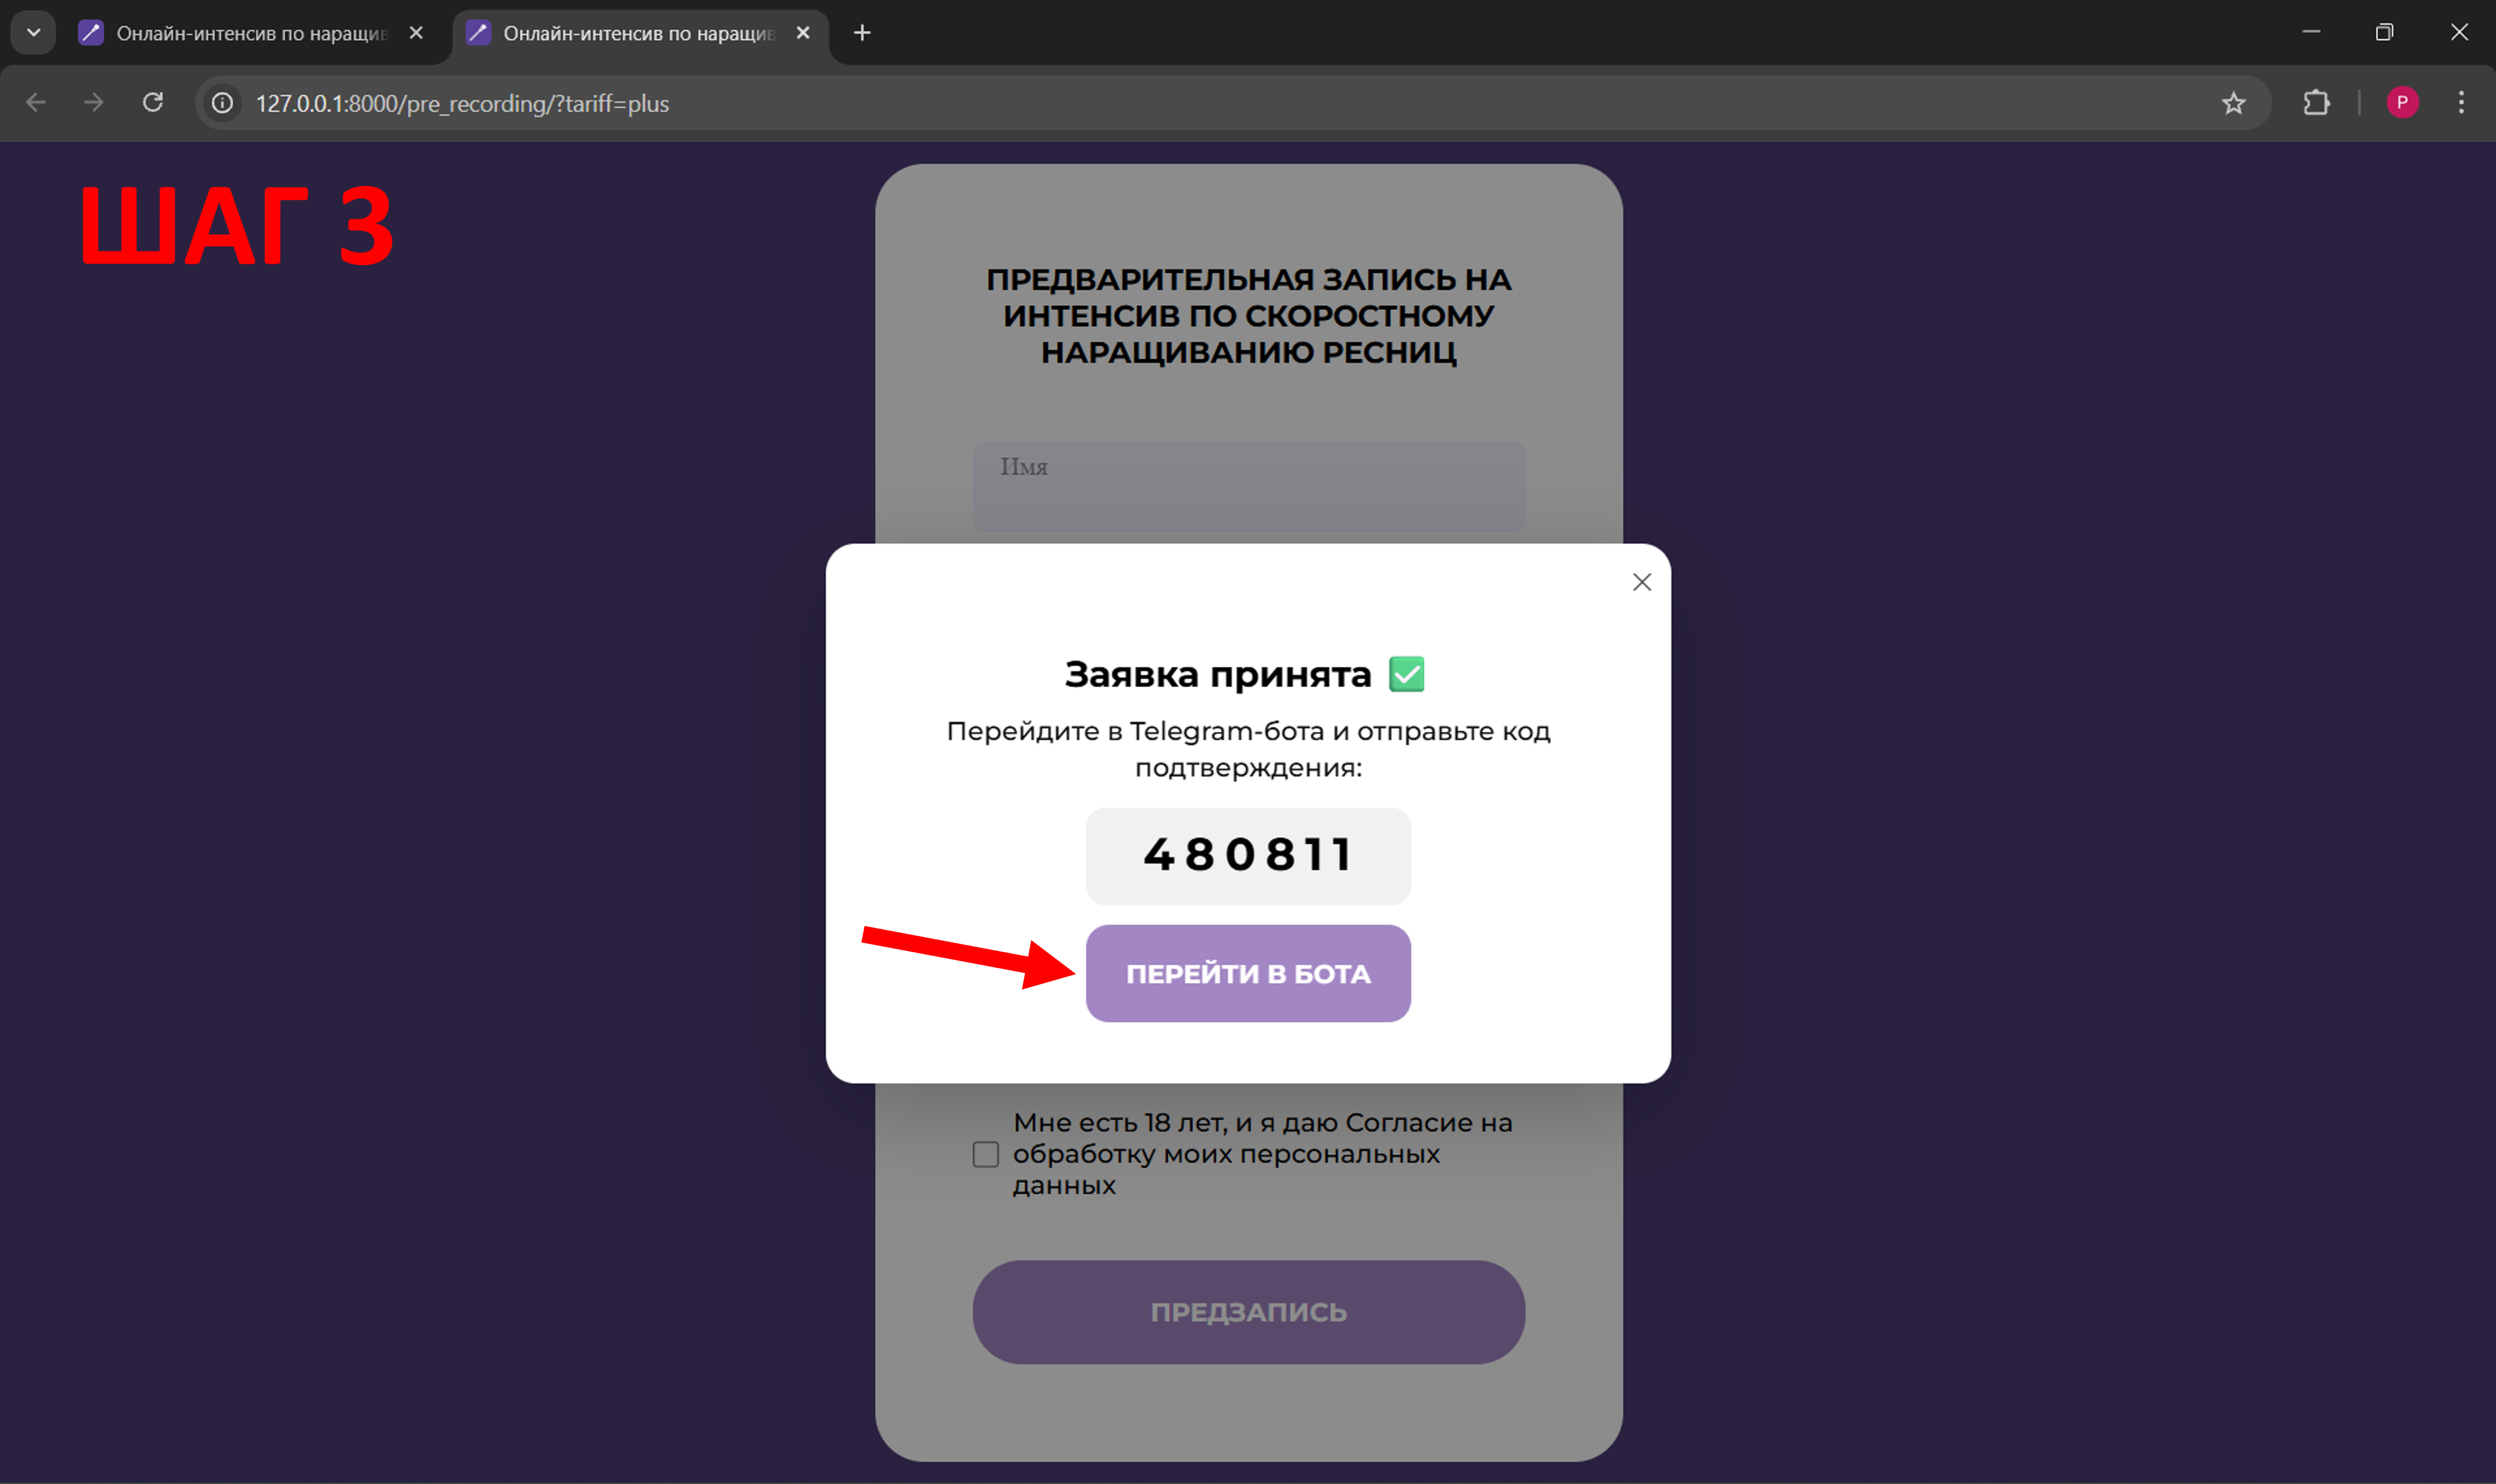 Онлайн-интенсив по наращив
Онлайн-интенсив по наращив
127.0.0.1:8000/pre_recording/?tariff=plus
P
ШАГ 3
ПРЕДВАРИТЕЛЬНАЯ ЗАПИСЬ НА
ИНТЕНСИВ ПО СКОРОСТНОМУ
НАРАЩИВАНИЮ РЕСНИЦ
Имя
Заявка принята ✅
Перейдите в Telegram-бота и отправьте код
подтверждения:
480811
ПЕРЕЙТИ В БОТА
Мне есть 18 лет, и я даю Согласие на
обработку моих персональных
данных
ПРЕДЗАПИСЬ